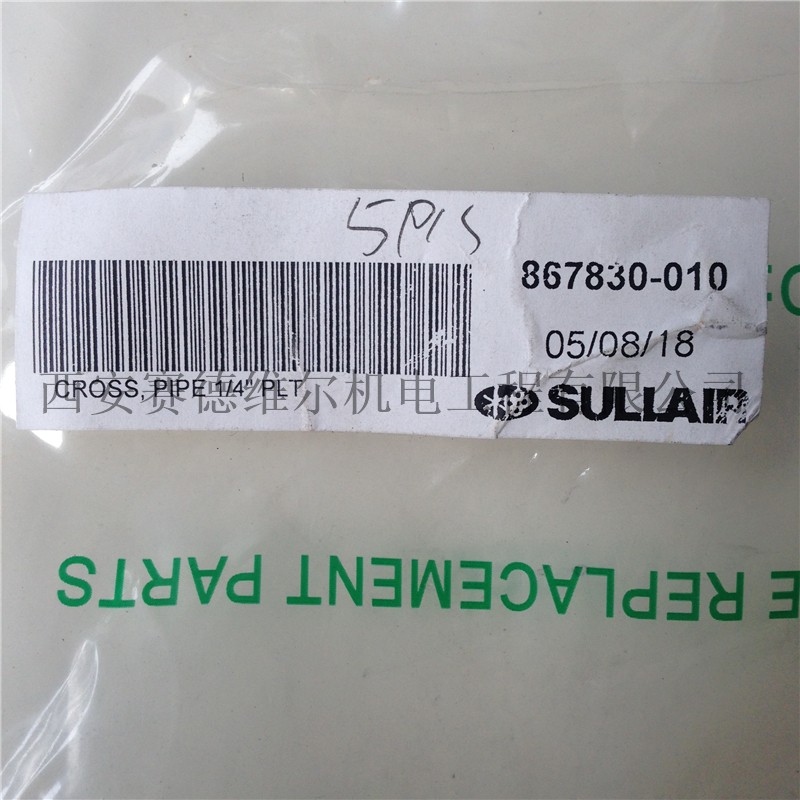 5PCS
867830-010
05/08/18
CROSS, PIPE 1/4" PLT
SULLAIR
西安赛德维尔机电工程有限公司
E REPLACEMENT PARTS